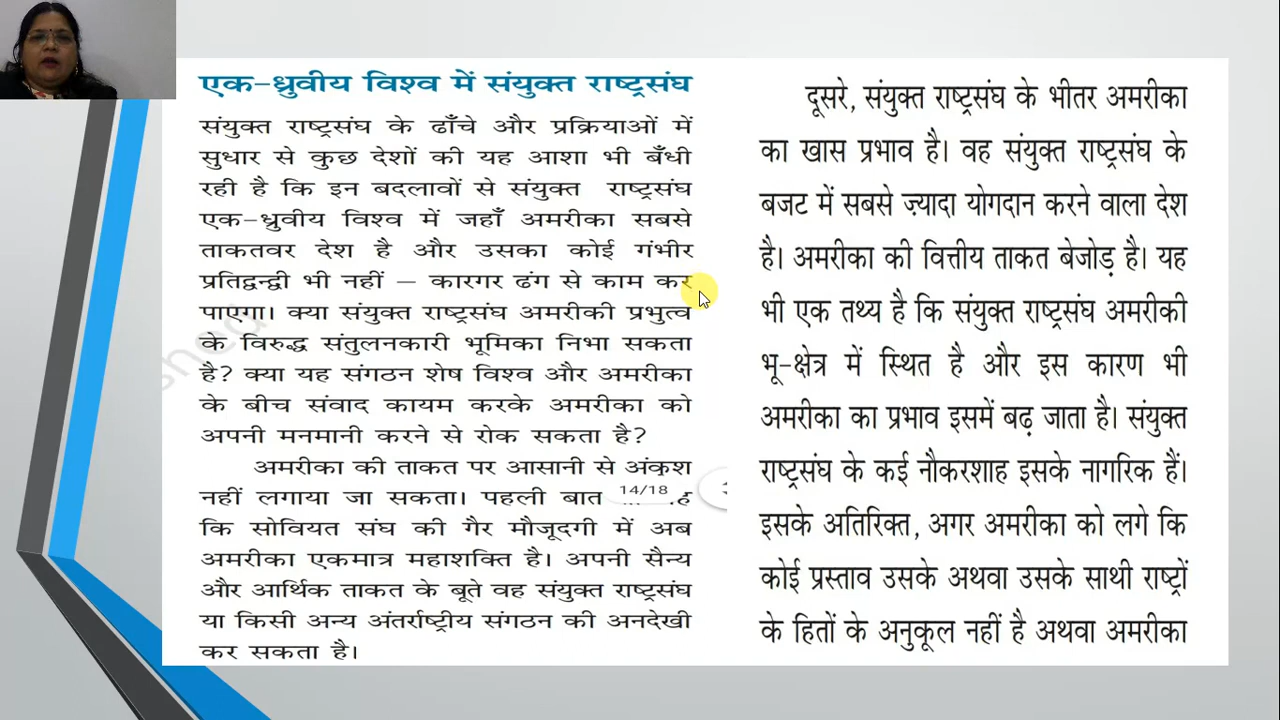 एक-ध्रुवीय विश्व में संयुक्त राष्ट्रसंघ
संयुक्त राष्ट्रसंघ के ढाँचे और प्रक्रियाओं में
सुधार से कुछ देशों की यह आशा भी बँधी
रही है कि इन बदलावों से संयुक्त राष्ट्रसंघ
एक-ध्रुवीय विश्व में जहाँ अमरीका सबसे
ताकतवर देश है और उसका कोई गंभीर
प्रतिद्वन्द्वी भी नहीं – कारगर ढंग से काम कर
पाएगा। क्या संयुक्त राष्ट्रसंघ अमरीकी प्रभुत्व
के विरुद्ध संतुलनकारी भूमिका निभा सकता
है? क्या यह संगठन शेष विश्व और अमरीका
के बीच संवाद कायम करके अमरीका को
अपनी मनमानी करने से रोक सकता है?
अमरीका की ताकत पर आसानी से अंकुश
नहीं लगाया जा सकता। पहली बात
14/18
कि सोवियत संघ की गैर मौजूदगी में अब
अमरीका एकमात्र महाशक्ति है। अपनी सैन्य
और आर्थिक ताकत के बूते वह संयुक्त राष्ट्रसंघ
या किसी अन्य अंतर्राष्ट्रीय संगठन की अनदेखी
कर सकता है।
दूसरे, संयुक्त राष्ट्रसंघ के भीतर अमरीका
का खास प्रभाव है। वह संयुक्त राष्ट्रसंघ के
बजट में सबसे ज़्यादा योगदान करने वाला देश
है। अमरीका की वित्तीय ताकत बेजोड़ है। यह
भी एक तथ्य है कि संयुक्त राष्ट्रसंघ अमरीकी
भू-क्षेत्र में स्थित है और इस कारण भी
अमरीका का प्रभाव इसमें बढ़ जाता है। संयुक्त
राष्ट्रसंघ के कई नौकरशाह इसके नागरिक हैं।
इसके अतिरिक्त, अगर अमरीका को लगे कि
कोई प्रस्ताव उसके अथवा उसके साथी राष्ट्रों
के हितों के अनुकूल नहीं है अथवा अमरीका